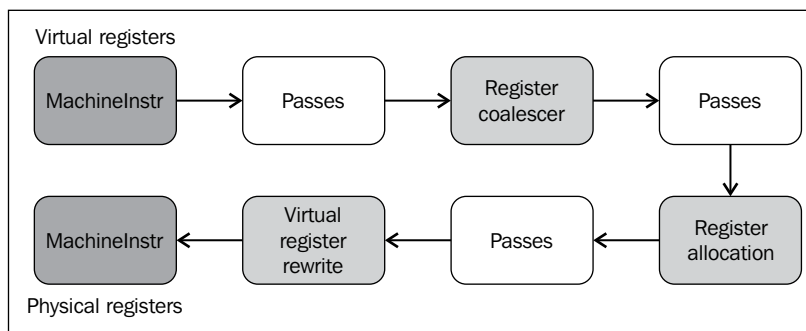 Virtual registers
MachineInstr
Passes
Register
coalescer
Passes
MachineInstr
Virtual
register
rewrite
Passes
Register
allocation
Physical registers